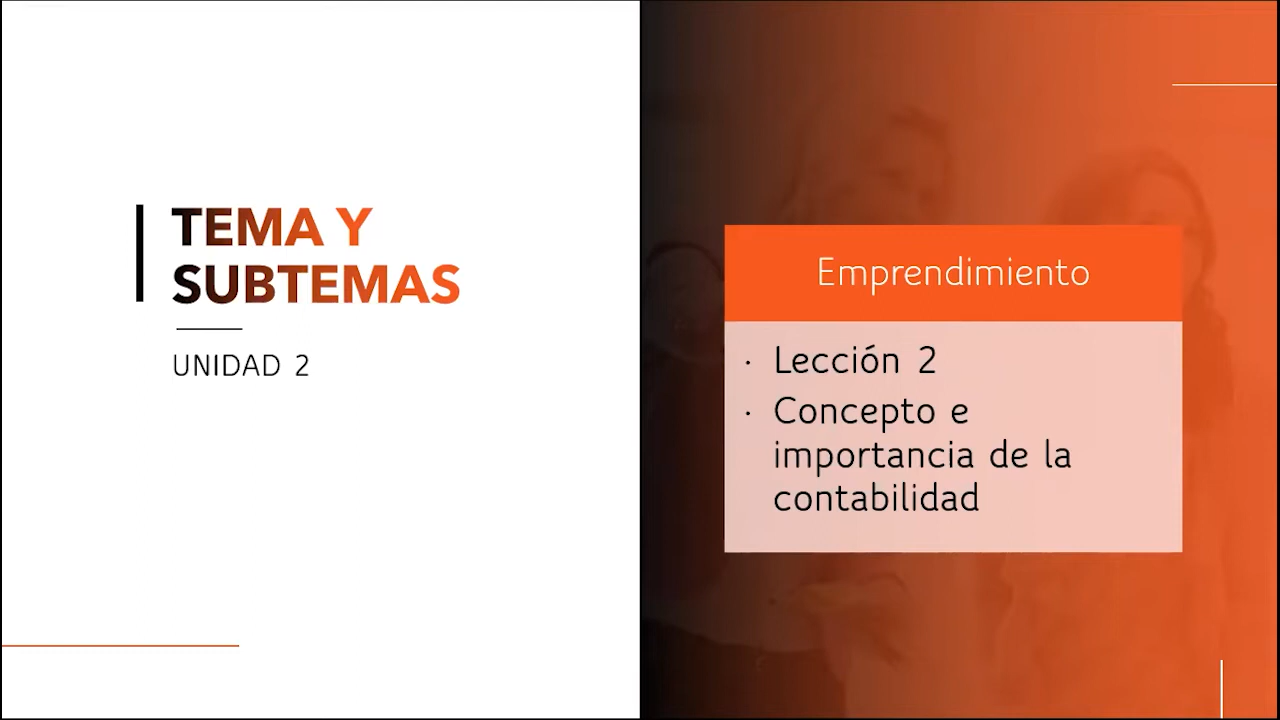 TEMA Y
SUBTEMAS
UNIDAD 2
Emprendimiento
· Lección 2
· Concepto e
importancia de la
contabilidad